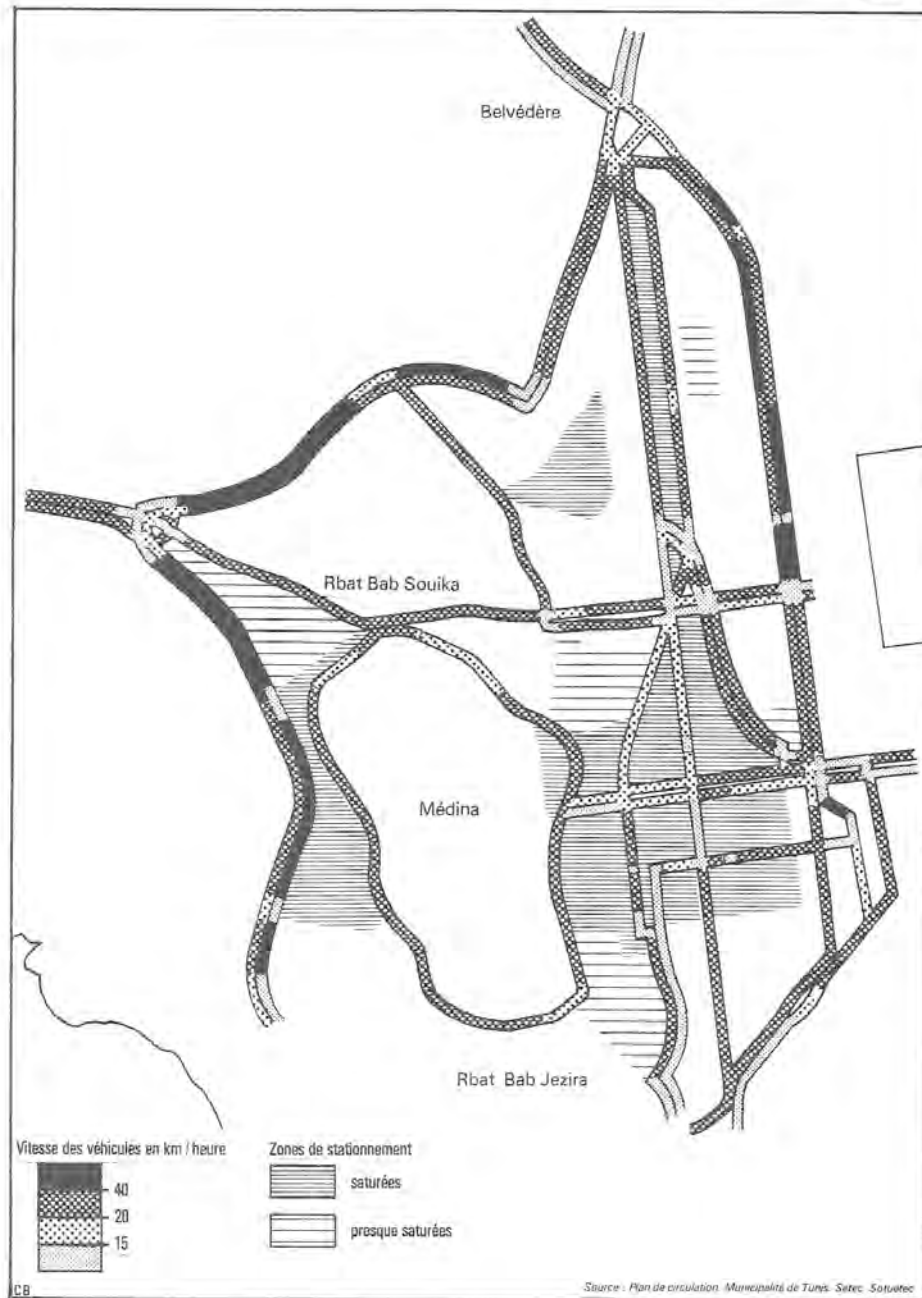 Belvédère
Rbat Bab Souika
Médina
Rbat Bab Jezira
Vitesse des véhicules en km / heure
40
20
15
Zones de stationnement
saturées
presque saturées
CB
Source : Plan de circulation Municipalité de Tunis Setec Sotuetec